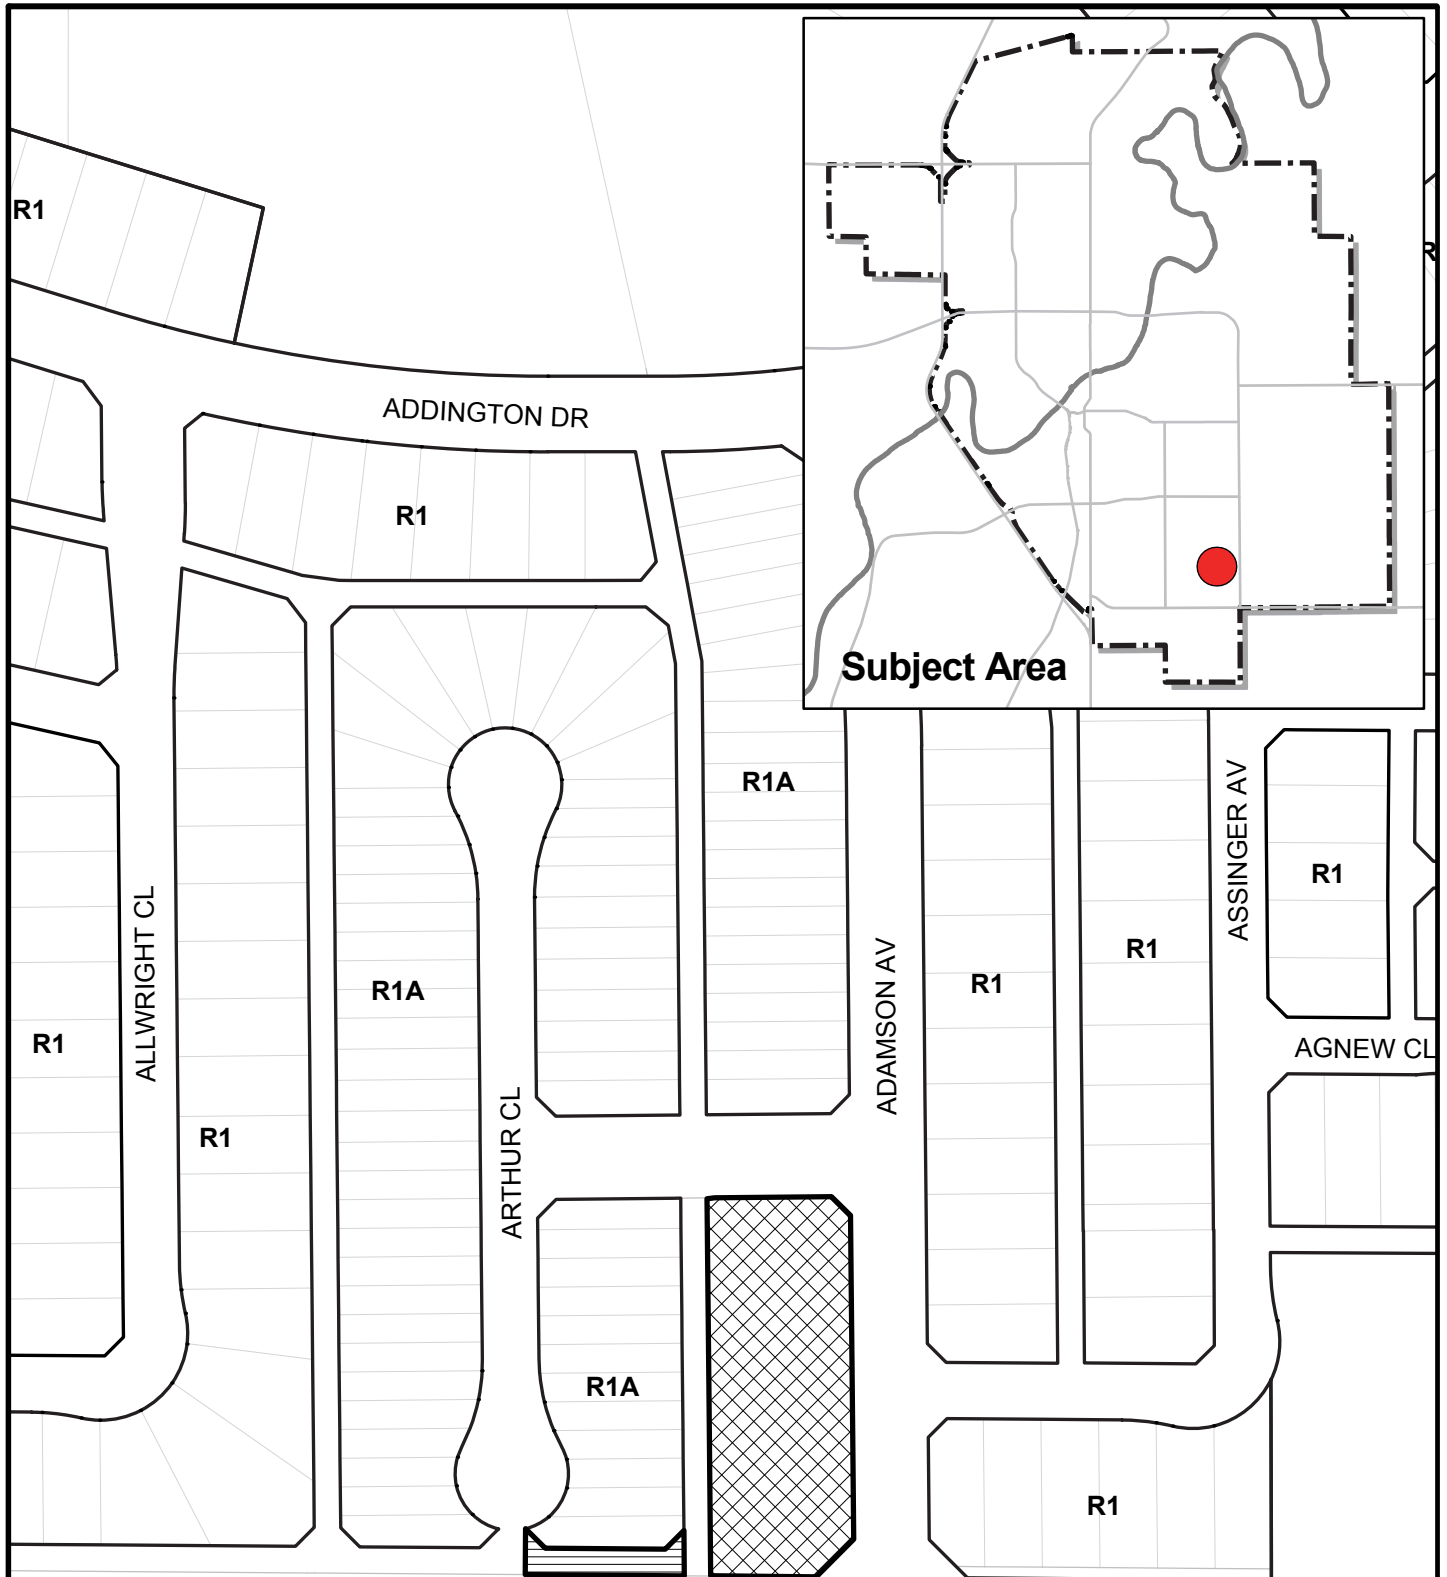 R1
ADDINGTON DR
R1
Subject Area
R1A
ASSINGER AV
R1
ALLWRIGHT CL
R1A
R1
R1
ADAMSON AV
R1
AGNEW CL
ARTHUR CL
R1
R1A
R1